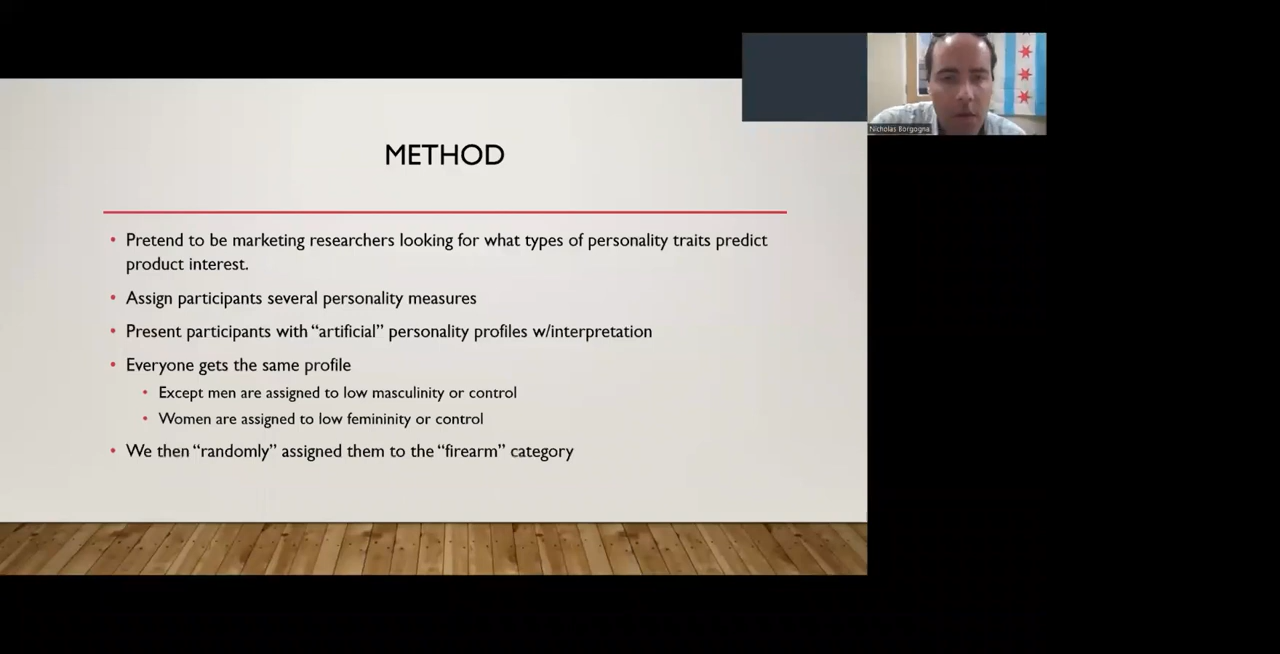 Nicholas Borgogna
METHOD
• Pretend to be marketing researchers looking for what types of personality traits predict
product interest.
• Assign participants several personality measures
• Present participants with “artificial” personality profiles w/interpretation
• Everyone gets the same profile
• Except men are assigned to low masculinity or control
• Women are assigned to low femininity or control
• We then “randomly” assigned them to the “firearm” category